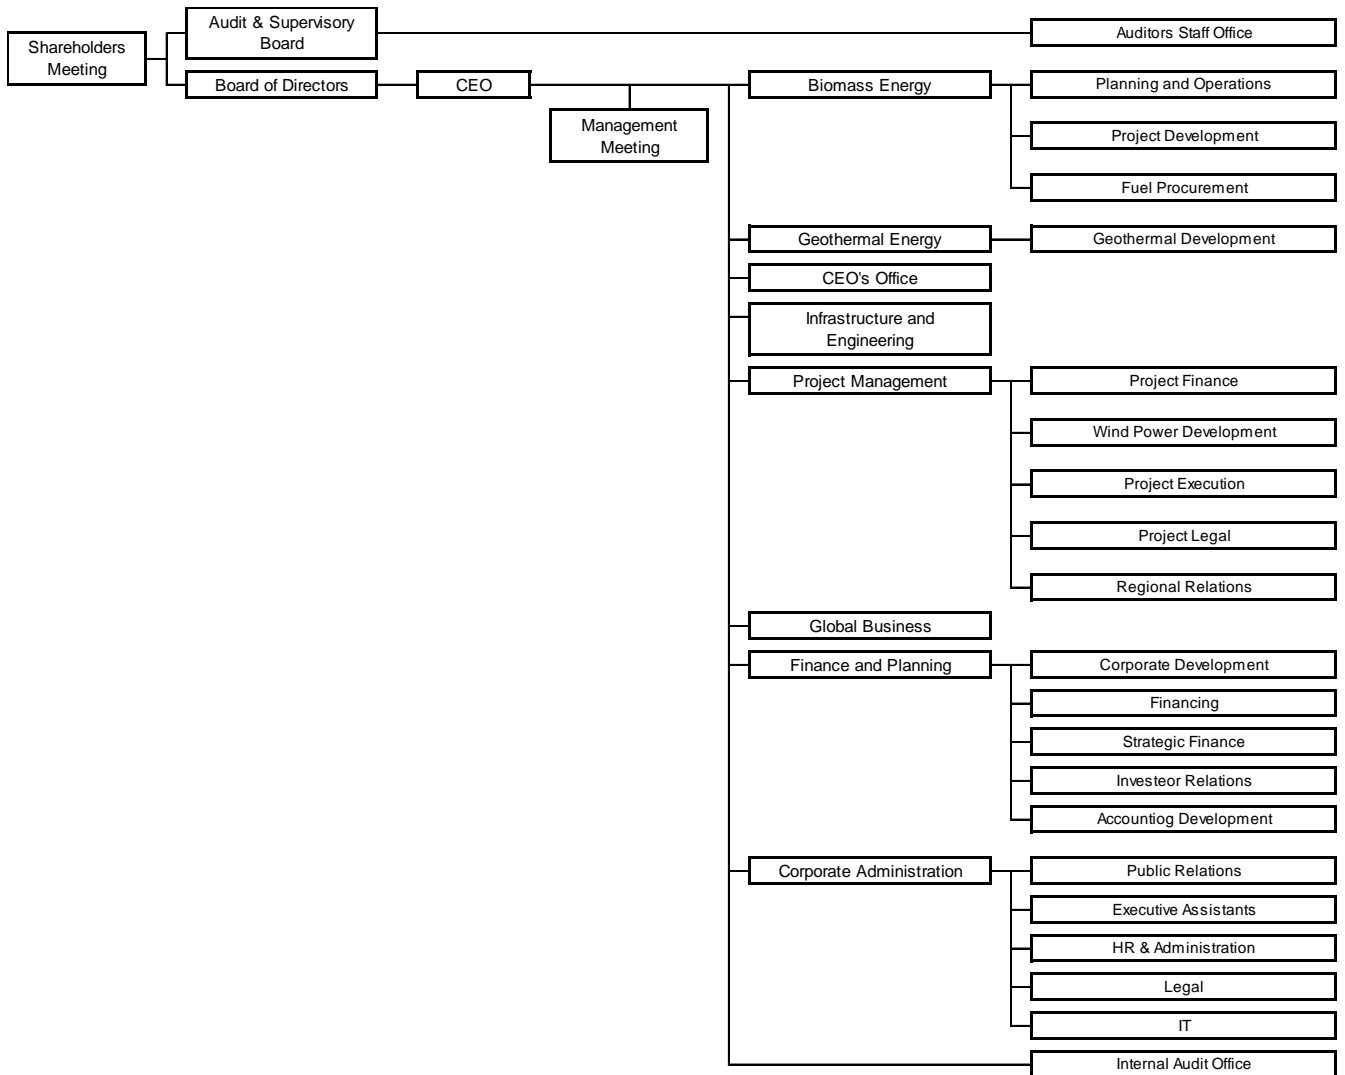 Audit & Supervisory
Board
Auditors Staff Office
Shareholders
Meeting
Board of Directors
CEO
Biomass Energy
Planning and Operations
Management
Meeting
Project Development
Fuel Procurement
Geothermal Energy
Geothermal Development
CEO's Office
Infrastructure and
Engineering
Project Management
Project Finance
Wind Power Development
Project Execution
Project Legal
Regional Relations
Global Business
Finance and Planning
Corporate Development
Financing
Strategic Finance
Investeor Relations
Accountiog Development
Corporate Administration
Public Relations
Executive Assistants
HR & Administration
Legal
IT
Internal Audit Office